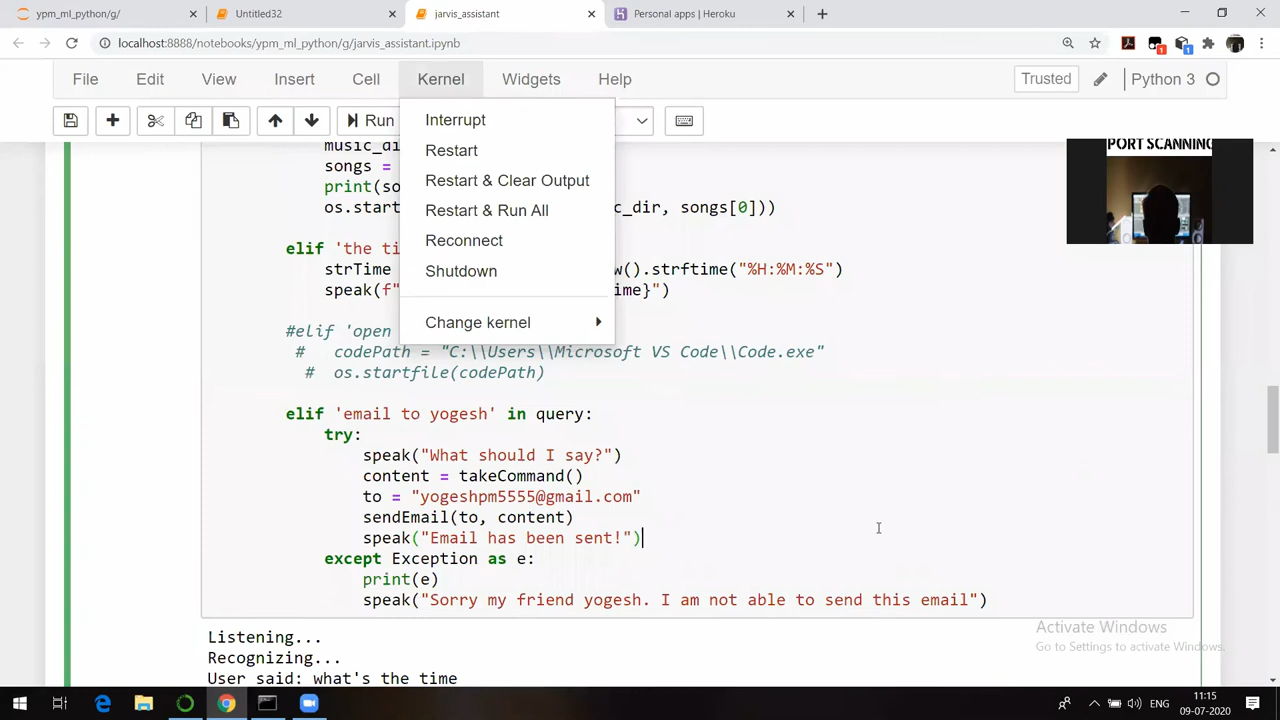 ypm_ml_python/g/
Untitled32
jarvis_assistant
Personal apps | Heroku
localhost:8888/notebooks/ypm_ml_python/g/jarvis_assistant.ipynb
File Edit View Insert Cell Kernel Widgets Help Trusted Python 3
Run
Interrupt
Restart
Restart & Clear Output
Restart & Run All
Reconnect
Shutdown
Change kernel
PORT SCANNING
music_di
songs = 
print(so
os.start c_dir, songs[0]))
elif 'the ti
strTime w().strftime("%H:%M:%S")
speak(f" ime}")
#elif 'open
# codePath = "C:\\Users\\Microsoft VS Code\\Code.exe"
# os.startfile(codePath)
elif 'email to yogesh' in query:
try:
speak("What should I say?")
content = takeCommand()
to = "yogeshpm5555@gmail.com"
sendEmail(to, content)
speak("Email has been sent!")
except Exception as e:
print(e)
speak("Sorry my friend yogesh. I am not able to send this email")
Listening...
Recognizing...
User said: what's the time
Activate Windows
Go to Settings to activate Windows.
ENG
11:15
09-07-2020
1
1